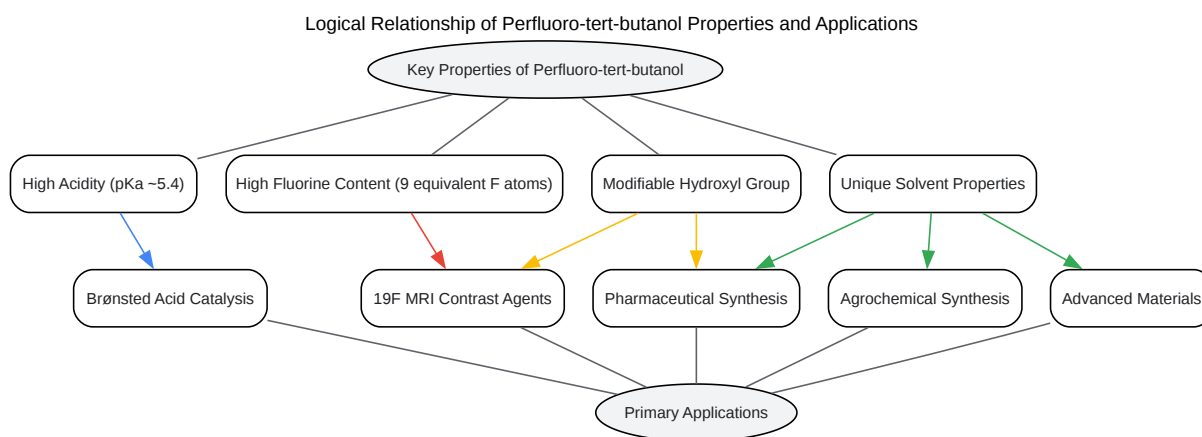 Logical Relationship of Perfluoro-tert-butanol Properties and Applications
Key Properties of Perfluoro-tert-butanol
High Acidity (pKa ~5.4)
High Fluorine Content (9 equivalent F atoms)
Modifiable Hydroxyl Group
Unique Solvent Properties
Brønsted Acid Catalysis
19F MRI Contrast Agents
Pharmaceutical Synthesis
Agrochemical Synthesis
Advanced Materials
Primary Applications